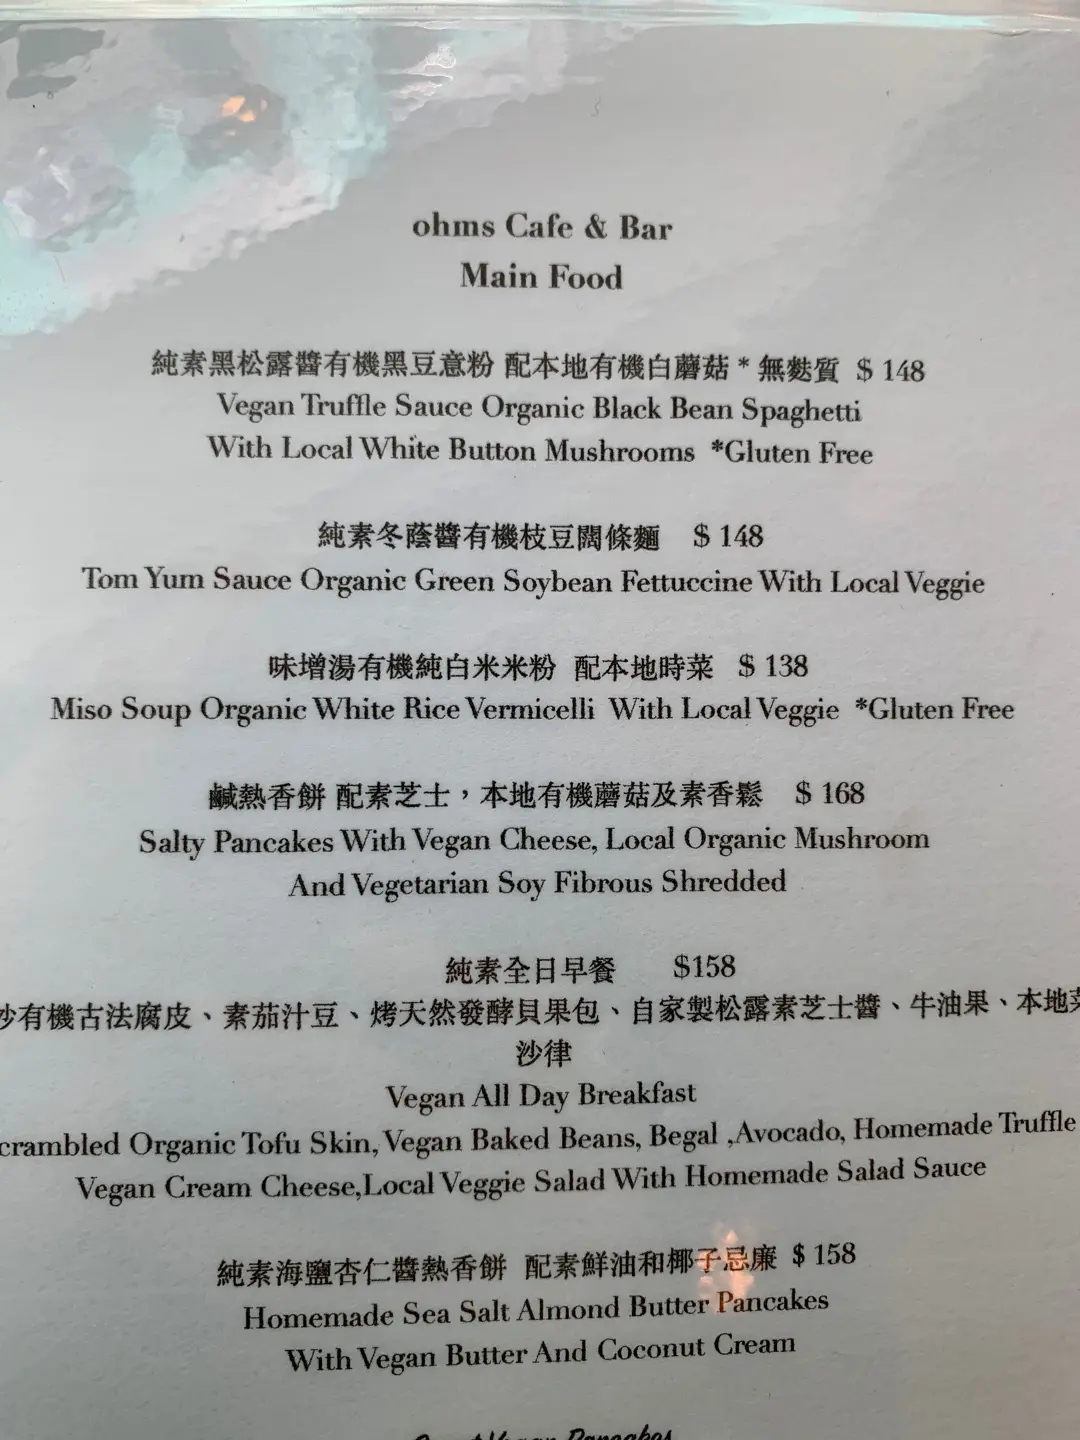 ohms Cafe & Bar
Main Food
純素黑松露醬有機黑豆意粉 配本地有機白蘑菇 * 無麩質 $ 148
Vegan Truffle Sauce Organic Black Bean Spaghetti
With Local White Button Mushrooms *Gluten Free
純素冬蔭醬有機枝豆闊條麵 $ 148
Tom Yum Sauce Organic Green Soybean Fettuccine With Local Veggie
味增湯有機純白米米粉 配本地時菜 $ 138
Miso Soup Organic White Rice Vermicelli With Local Veggie *Gluten Free
鹹熱香餅 配素芝士，本地有機蘑菇及素香鬆 $ 168
Salty Pancakes With Vegan Cheese, Local Organic Mushroom
And Vegetarian Soy Fibrous Shredded
純素全日早餐 $158
有機古法腐皮、素茄汁豆、烤天然發酵貝果包、自家製松露素芝士醬、牛油果、本地菜
沙律
Vegan All Day Breakfast
crambled Organic Tofu Skin, Vegan Baked Beans, Begal ,Avocado, Homemade Truffle
Vegan Cream Cheese,Local Veggie Salad With Homemade Salad Sauce
純素海鹽杏仁醬熱香餅 配素鮮油和椰子忌廉 $ 158
Homemade Sea Salt Almond Butter Pancakes
With Vegan Butter And Coconut Cream